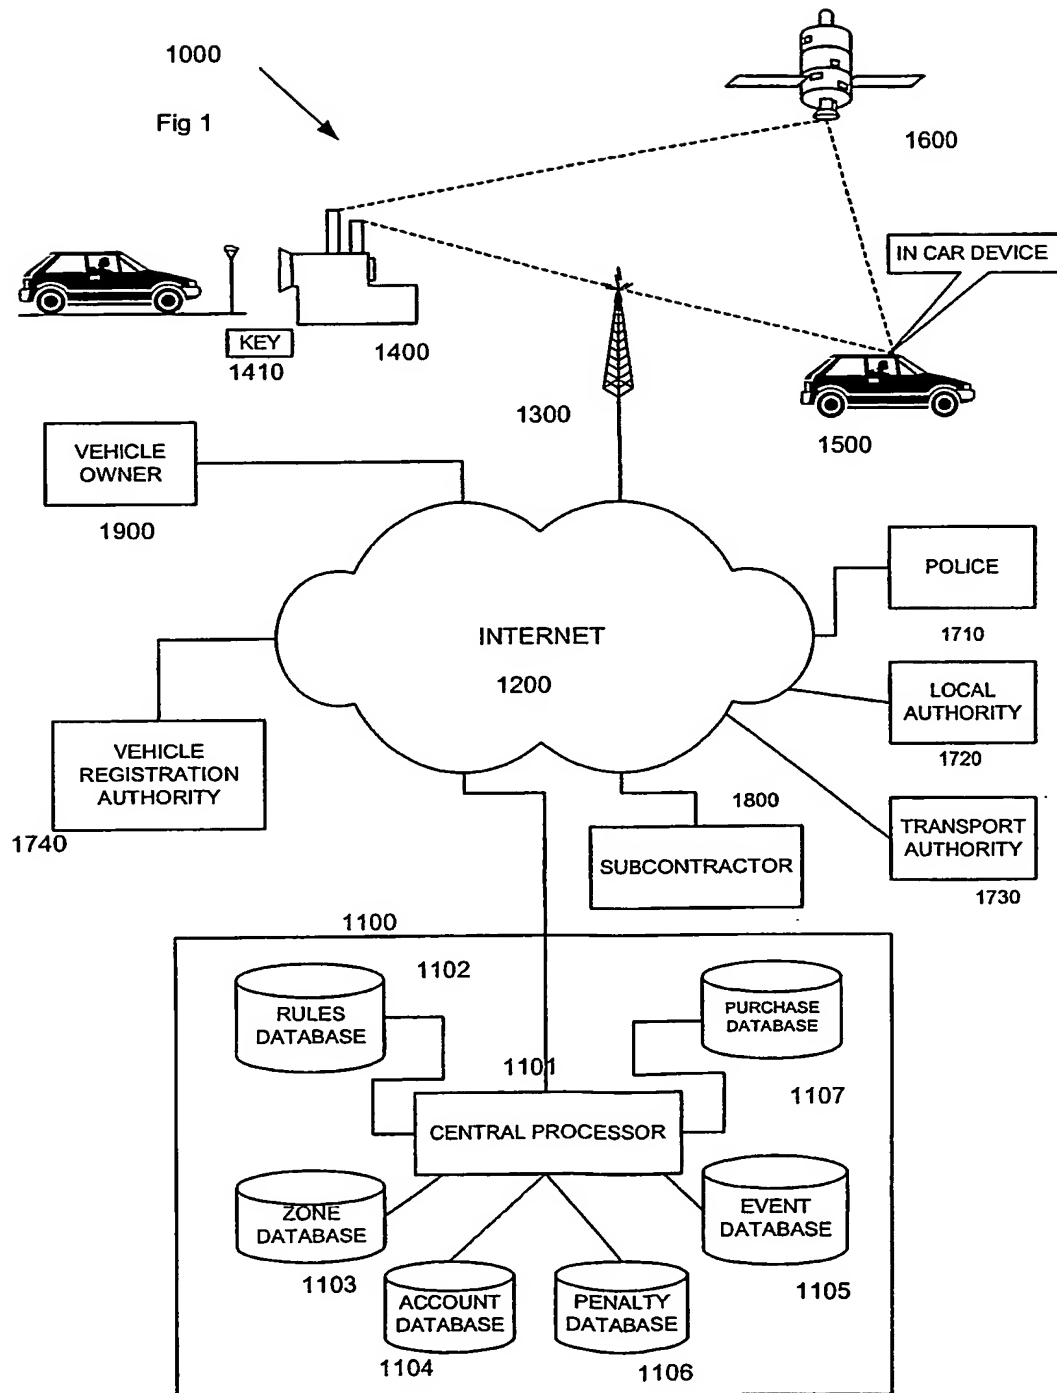 1000
Fig 1
1600
IN CAR DEVICE
KEY
1410
1400
1300
1500
VEHICLE
OWNER
1900
POLICE
1710
INTERNET
1200
LOCAL
AUTHORITY
1720
VEHICLE
REGISTRATION
AUTHORITY
1740
1800
SUBCONTRACTOR
TRANSPORT
AUTHORITY
1730
1100
1102
RULES
DATABASE
PURCHASE
DATABASE
1101
1107
CENTRAL PROCESSOR
ZONE
DATABASE
1103
EVENT
DATABASE
1105
ACCOUNT
DATABASE
1104
PENALTY
DATABASE
1106